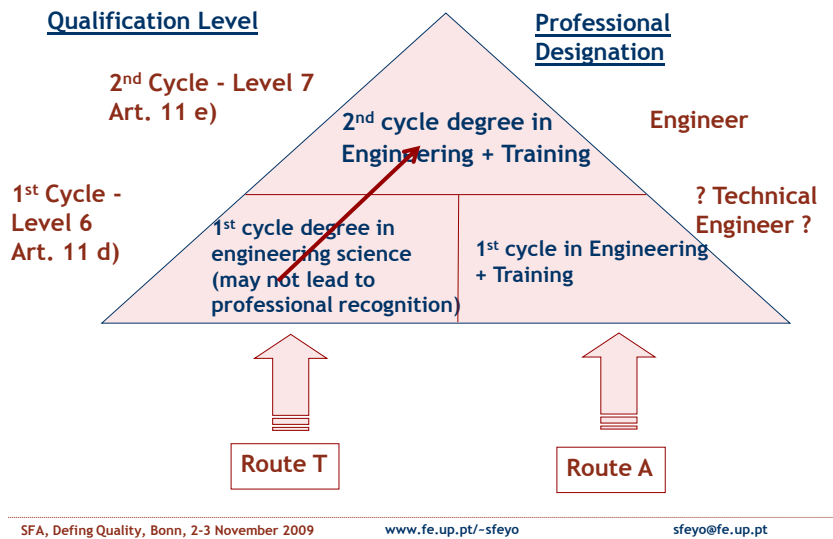 Qualification Level
Professional
Designation
2nd Cycle - Level 7
Art. 11 e)
2nd cycle degree in
Engineering + Training
Engineer
1st Cycle -
Level 6
Art. 11 d)
? Technical
Engineer ?
1st cycle degree in
engineering science
(may not lead to
professional recognition)
1st cycle in Engineering
+ Training
Route T
Route A
SFA, Defing Quality, Bonn, 2-3 November 2009
www.fe.up.pt/~sfeyo
sfeyo@fe.up.pt